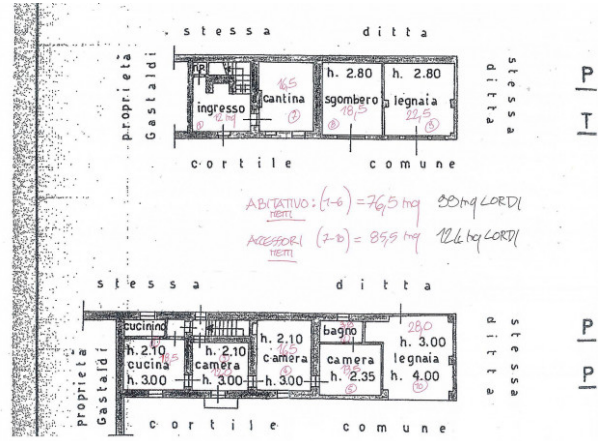 stessa ditta
proprietà Gastaldi
stessa ditta
P T
h. 2.80 h. 2.80
16,5
ingresso cantina sgombero legnaia
12 mq 18,5 22,5
cortile comune
ABITATIVO: (1-6) = 76,5 mq 99 mq LORDI
NETTI
ACCESSORI (7-10) = 85,5 mq 124 mq LORDI
NETTI
stessa ditta
proprietà Gastaldi
stessa ditta
P P
cucinino bagno 28,0
h. 2.10 h. 2.10 h. 2.10 h. 3.00
cucina camera camera camera legnaia
h. 3.00 h. 3.00 h. 3.00 h. 2.35 h. 4.00
cortile comune